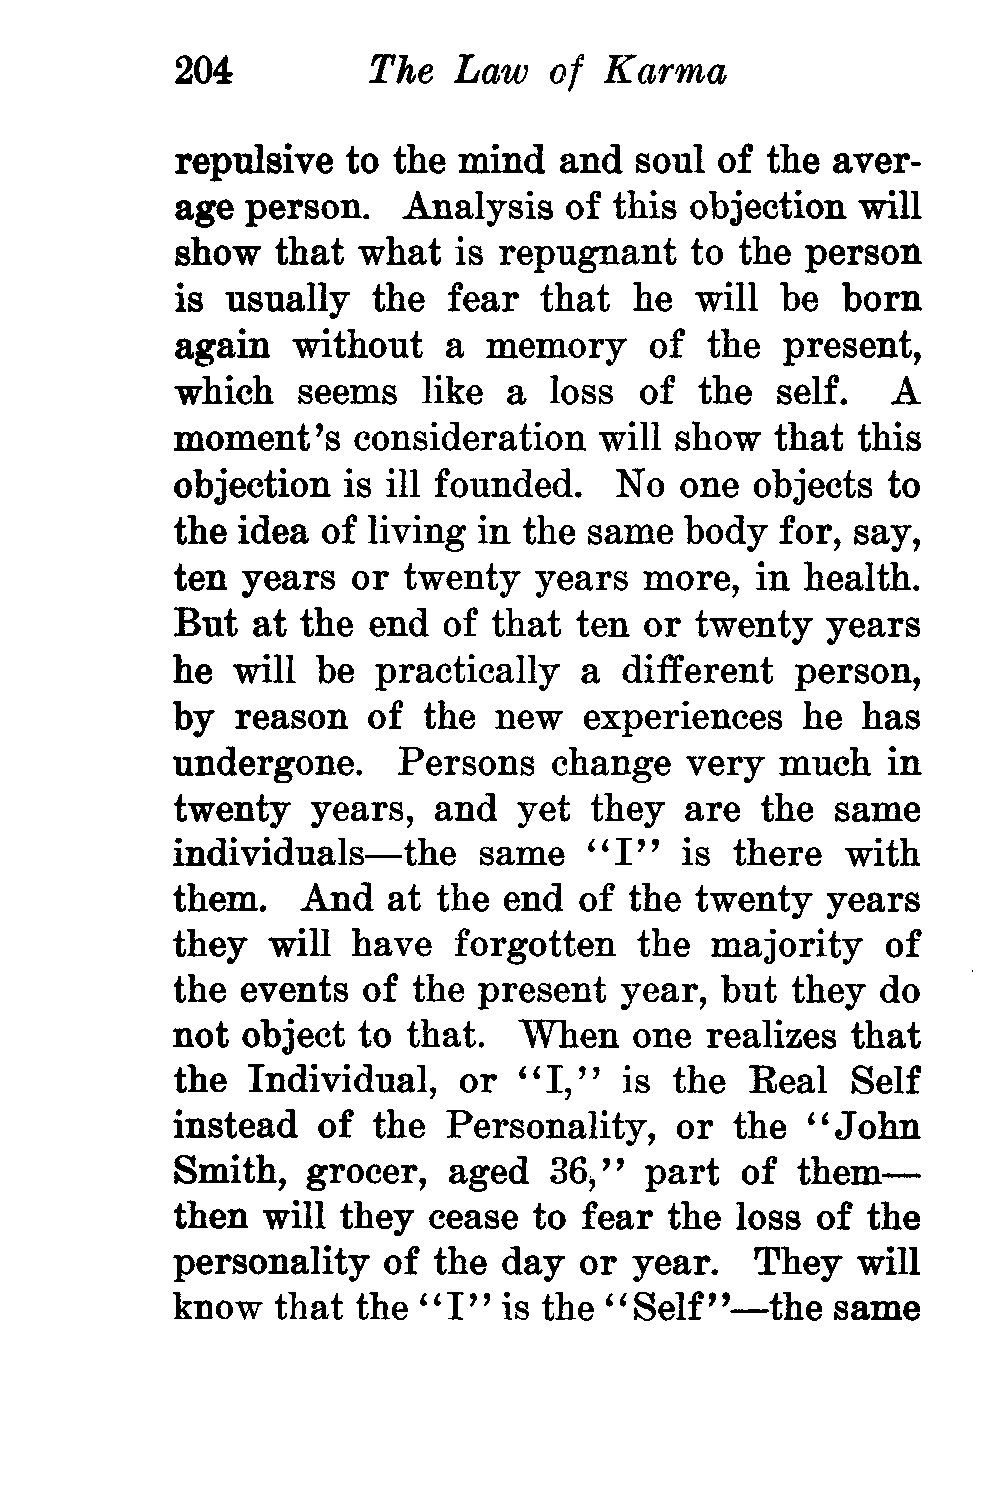 204 The Law of Karma
repulsive to the mind and soul of the aver-
age person. Analysis of this objection will
show that what is repugnant to the person
is usually the fear that he will be born
again without a memory of the present,
which seems like a loss of the self. A
moment's consideration will show that this
objection is ill founded. No one objects to
the idea of living in the same body for, say,
ten years or twenty years more, in health.
But at the end of that ten or twenty years
he will be practically a different person,
by reason of the new experiences he has
undergone. Persons change very much in
twenty years, and yet they are the same
individuals—the same “I” is there with
them. And at the end of the twenty years
they will have forgotten the majority of
the events of the present year, but they do
not object to that. When one realizes that
the Individual, or “I,” is the Real Self
instead of the Personality, or the “John
Smith, grocer, aged 36,” part of them—
then will they cease to fear the loss of the
personality of the day or year. They will
know that the “I” is the “Self”—the same